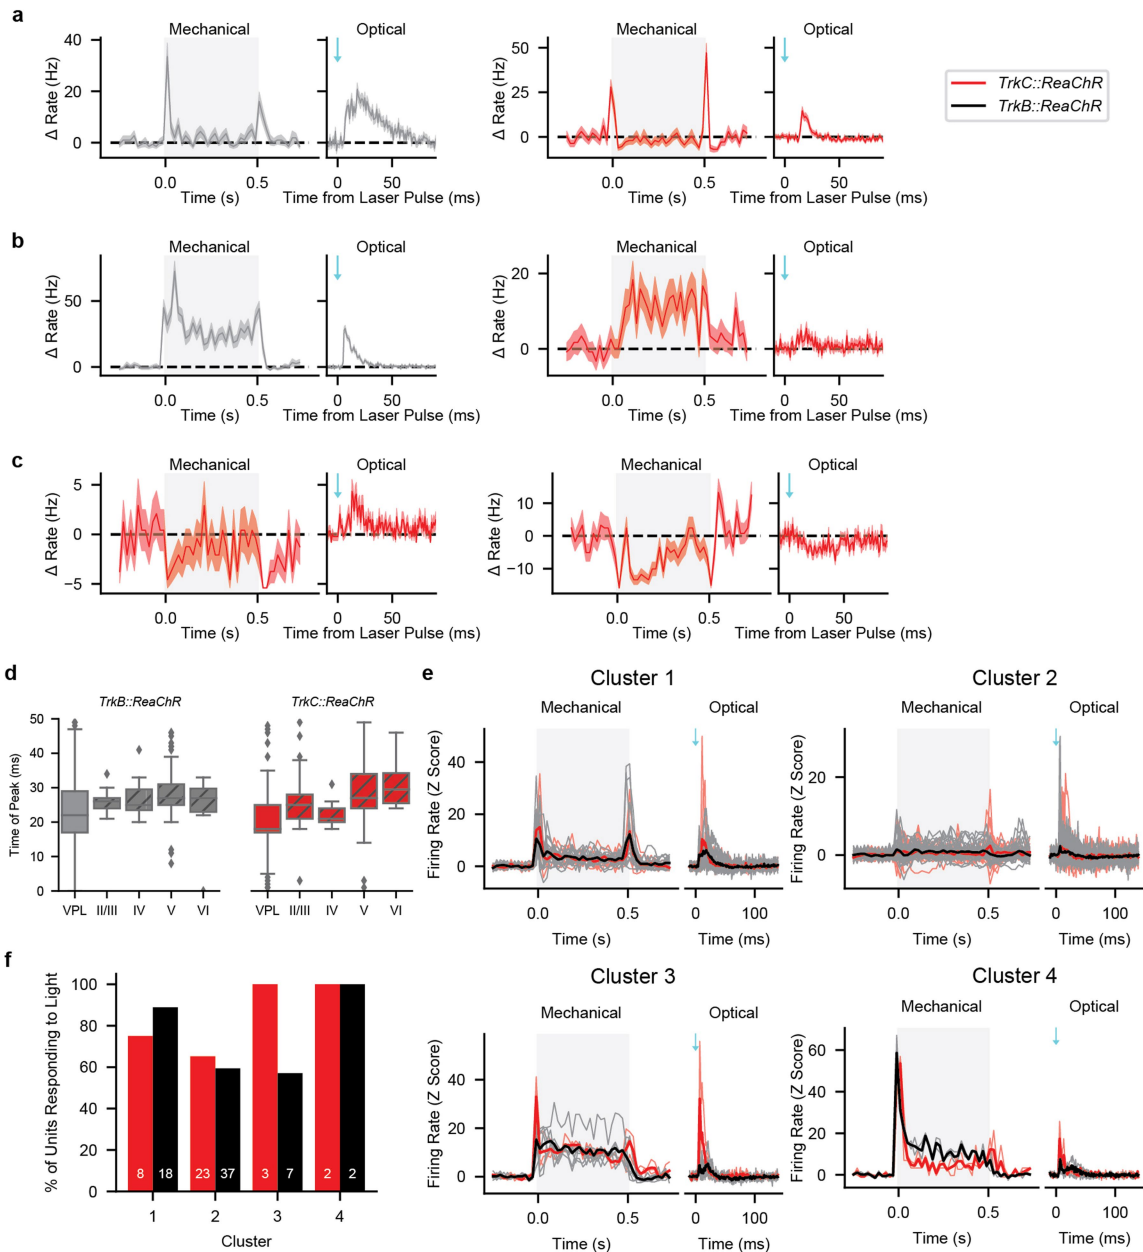 a
Mechanical
Optical
Mechanical
Optical
TrkC::ReaChR
TrkB::ReaChR
Δ Rate (Hz)
40
20
0
0.0
0.5
0
50
Time (s)
Time from Laser Pulse (ms)
Δ Rate (Hz)
50
25
0
0.0
0.5
0
50
Time (s)
Time from Laser Pulse (ms)
b
Mechanical
Optical
Mechanical
Optical
Δ Rate (Hz)
50
0
0.0
0.5
0
50
Time (s)
Time from Laser Pulse (ms)
Δ Rate (Hz)
20
0
0.0
0.5
0
50
Time (s)
Time from Laser Pulse (ms)
c
Mechanical
Optical
Mechanical
Optical
Δ Rate (Hz)
5
0
−5
0.0
0.5
0
50
Time (s)
Time from Laser Pulse (ms)
Δ Rate (Hz)
10
0
−10
0.0
0.5
0
50
Time (s)
Time from Laser Pulse (ms)
d
TrkB::ReaChR
TrkC::ReaChR
Time of Peak (ms)
50
40
30
20
10
0
VPL II/III IV V VI
VPL II/III IV V VI
e
Cluster 1
Mechanical
Optical
Firing Rate (Z Score)
40
20
0
0.0
0.5
0
100
Time (s)
Time (ms)
Cluster 2
Mechanical
Optical
Firing Rate (Z Score)
30
20
10
0
0.0
0.5
0
100
Time (s)
Time (ms)
Cluster 3
Mechanical
Optical
Firing Rate (Z Score)
40
20
0
0.0
0.5
0
100
Time (s)
Time (ms)
Cluster 4
Mechanical
Optical
Firing Rate (Z Score)
60
40
20
0
0.0
0.5
0
100
Time (s)
Time (ms)
f
% of Units Responding to Light
100
80
60
40
20
0
8 18 23 37 3 7 2 2
1 2 3 4
Cluster